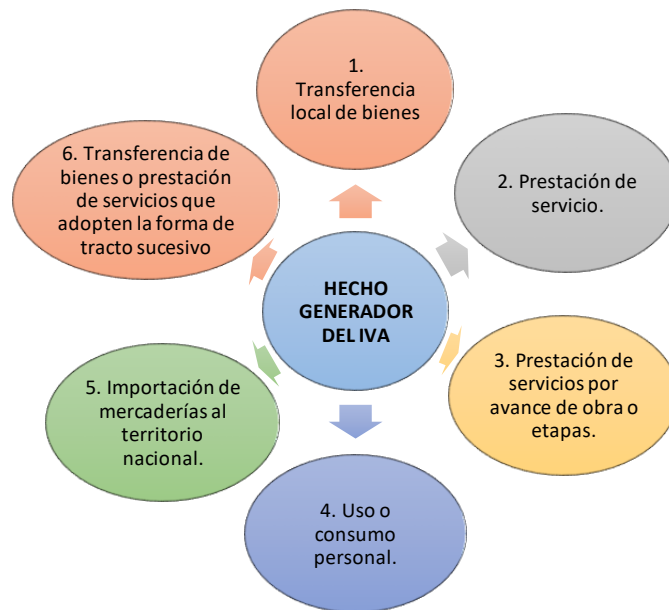 1.
Transferencia
local de bienes
2. Prestación de
servicio.
3. Prestación de
servicios por
avance de obra o
etapas.
4. Uso o
consumo
personal.
5. Importación de
mercaderías al
territorio
nacional.
6. Transferencia de
bienes o prestación
de servicios que
adopten la forma de
tracto sucesivo
HECHO
GENERADOR
DEL IVA